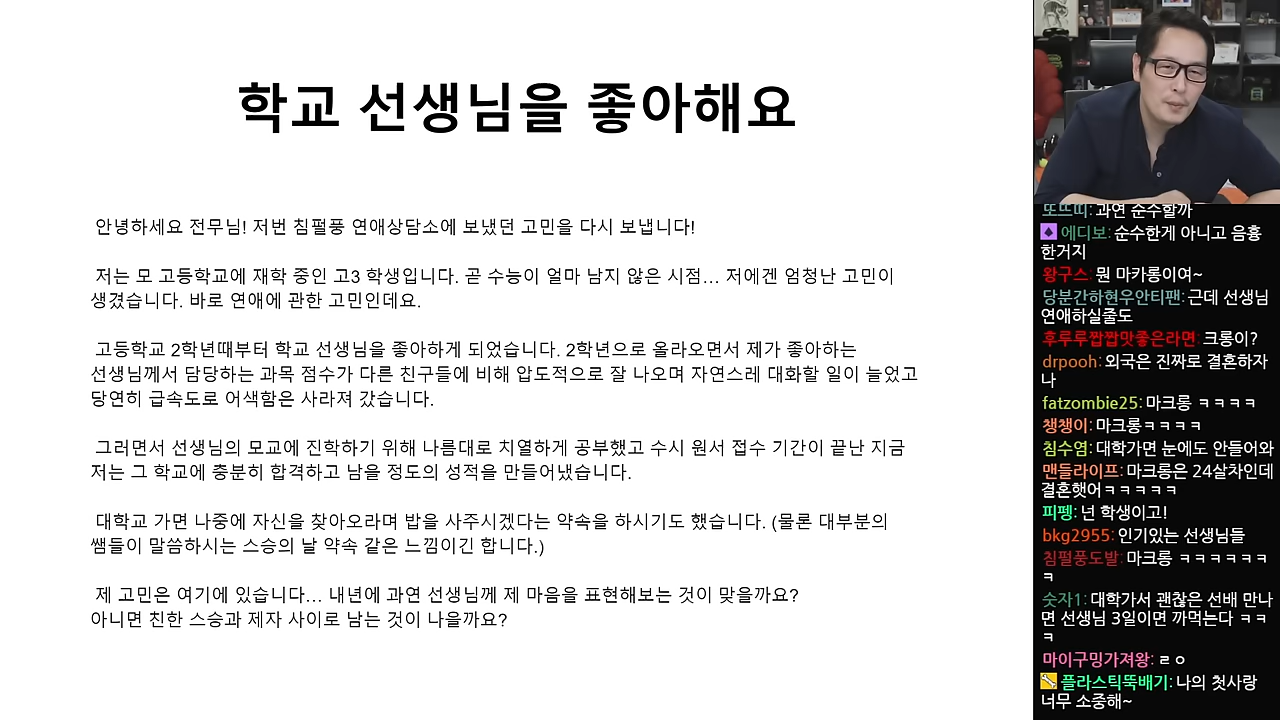 학교 선생님을 좋아해요
안녕하세요 전무님! 저번 침펄풍 연애상담소에 보냈던 고민을 다시 보냅니다!
저는 모 고등학교에 재학 중인 고3 학생입니다. 곧 수능이 얼마 남지 않은 시점... 저에겐 엄청난 고민이
생겼습니다. 바로 연애에 관한 고민인데요.
고등학교 2학년때부터 학교 선생님을 좋아하게 되었습니다. 2학년으로 올라오면서 제가 좋아하는
선생님께서 담당하는 과목 점수가 다른 친구들에 비해 압도적으로 잘 나오며 자연스레 대화할 일이 늘었고
당연히 급속도로 어색함은 사라져 갔습니다.
그러면서 선생님의 모교에 진학하기 위해 나름대로 치열하게 공부했고 수시 원서 접수 기간이 끝난 지금
저는 그 학교에 충분히 합격하고 남을 정도의 성적을 만들어냈습니다.
대학교 가면 나중에 자신을 찾아오라며 밥을 사주시겠다는 약속을 하시기도 했습니다. (물론 대부분의
쌤들이 말씀하시는 스승의 날 약속 같은 느낌이긴 합니다.)
제 고민은 여기에 있습니다... 내년에 과연 선생님께 제 마음을 표현해보는 것이 맞을까요?
아니면 친한 스승과 제자 사이로 남는 것이 나을까요?
또뜨띠: 과연 순수할까
에디보: 순수한게 아니고 음흉
한거지
왕구스: 뭔 마카롱이여~
당분간하현우안티팬: 근데 선생님
연애하실줄도
후루루짭짭맛좋은라면: 크롱이?
drpooh: 외국은 진짜로 결혼하자
나
fatzombie25: 마크롱 ㅋㅋㅋㅋ
챙챙이: 마크롱ㅋㅋㅋㅋ
침수염: 대학가면 눈에도 안들어와
맨들라이프: 마크롱은 24살차인데
결혼햇어ㅋㅋㅋㅋㅋ
피펭: 넌 학생이고!
bkg2955: 인기있는 선생님들
침펄풍도발: 마크롱 ㅋㅋㅋㅋㅋㅋ
ㅋ
숫자1: 대학가서 괜찮은 선배 만나
면 선생님 3일이면 까먹는다 ㅋㅋ
ㅋ
마이구밍가져왕: ㄹㅇ
플라스틱뚝배기: 나의 첫사랑
너무 소중해~